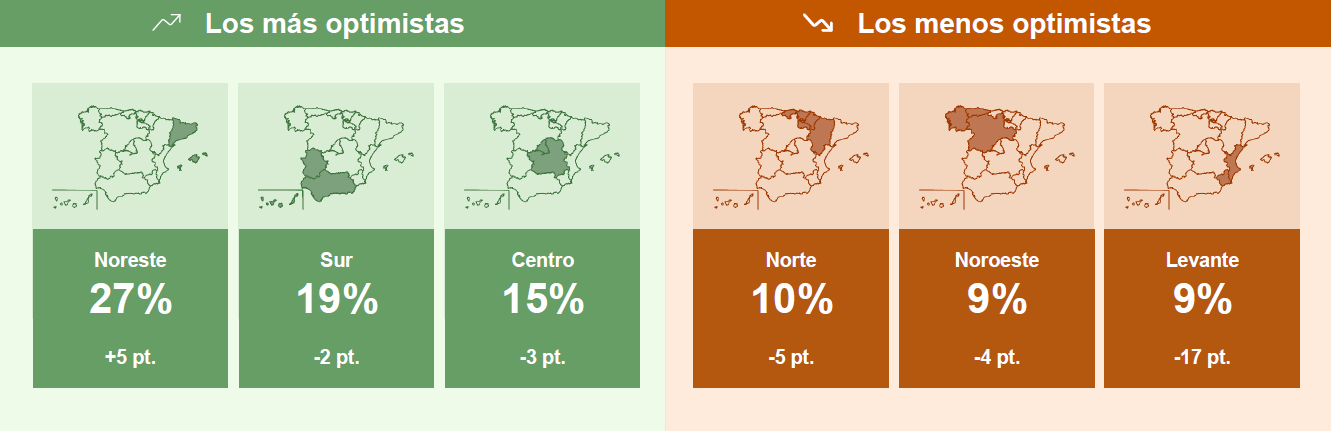 Los más optimistas
Noreste
27%
+5 pt.
Sur
19%
-2 pt.
Centro
15%
-3 pt.
Los menos optimistas
Norte
10%
-5 pt.
Noroeste
9%
-4 pt.
Levante
9%
-17 pt.